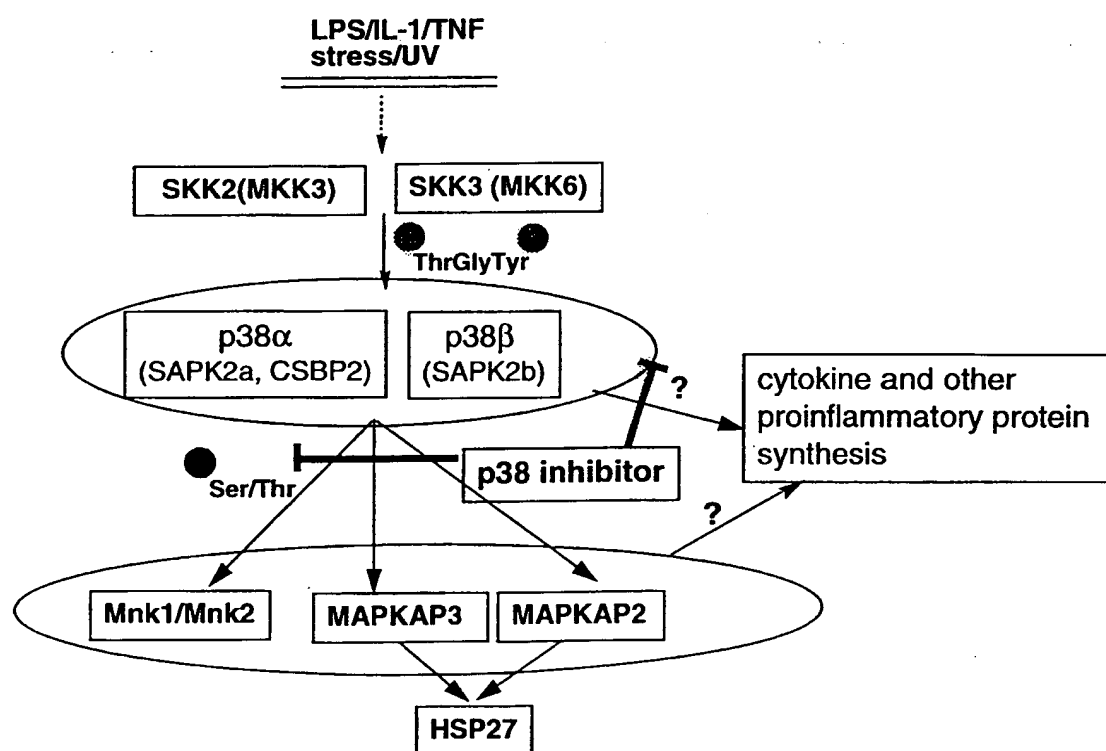 LPS/IL-1/TNF
stress/UV
SKK2(MKK3)
SKK3 (MKK6)
ThrGlyTyr
p38α
(SAPK2a, CSBP2)
p38β
(SAPK2b)
?
cytokine and other
proinflammatory protein
synthesis
p38 inhibitor
Ser/Thr
?
Mnk1/Mnk2
MAPKAP3
MAPKAP2
HSP27